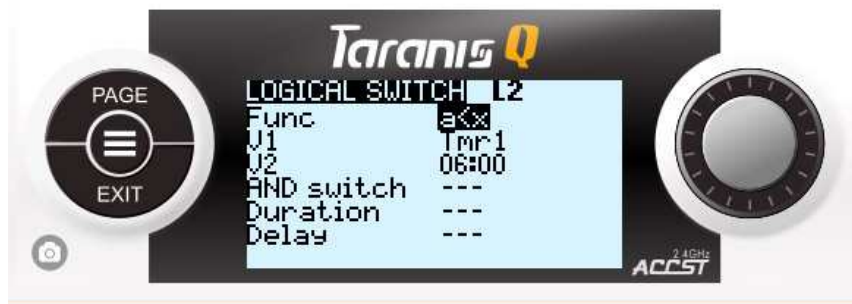 Taranis Q
PAGE
EXIT
LOGICAL SWITCH L2
Func a<x
V1 Tmr1
V2 06:00
AND switch ---
Duration ---
Delay ---
2.4GHz
ACCST